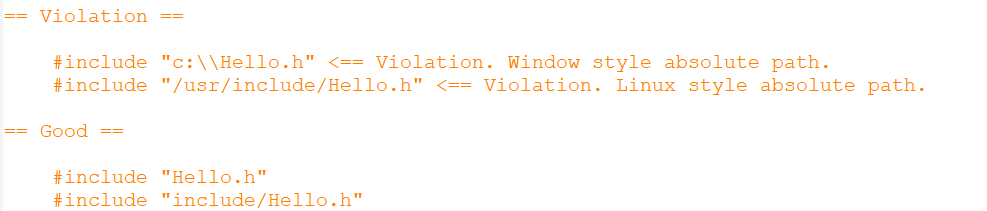 == Violation ==
#include "c:\\Hello.h" <== Violation. Window style absolute path.
#include "/usr/include/Hello.h" <== Violation. Linux style absolute path.
== Good ==
#include "Hello.h"
#include "include/Hello.h"